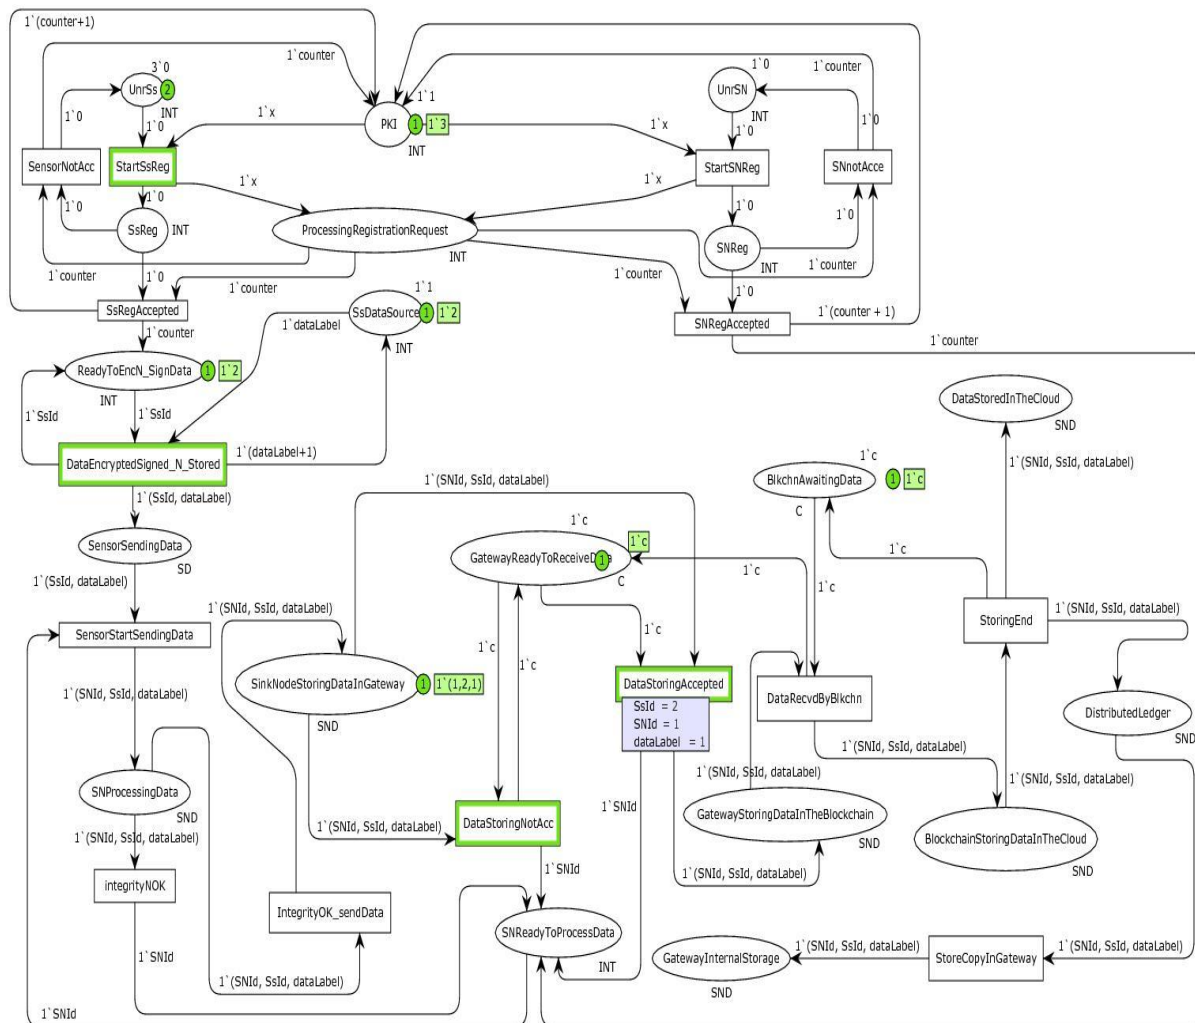 1`(counter+1)
1`counter
3`0
UnrSs
2
INT
1`0
1`0
1`x
1`1
PKI
1
1`3
INT
1`x
1`0
UnrSN
INT
1`0
1`counter
1`0
SensorNotAcc
StartSsReg
StartSNReg
SNnotAcce
1`0
1`0
1`x
1`x
1`0
1`0
SsReg
INT
ProcessingRegistrationRequest
INT
SNReg
INT
1`counter
1`0
1`counter
1`counter
1`0
1`counter
SsRegAccepted
1`counter
1`1
SsDataSource
1
1`2
INT
1`dataLabel
SNRegAccepted
1`(counter + 1)
1`counter
ReadyToEncN_SignData
1
1`2
INT
1`SsId
1`SsId
DataEncryptedSigned_N_Stored
1`(dataLabel+1)
1`(SsId, dataLabel)
DataStoredInTheCloud
SND
1`(SNId, SsId, dataLabel)
1`c
BlkchnAwaitingData
1
1`c
C
1`(SNId, SsId, dataLabel)
SensorSendingData
SD
1`c
GatewayReadyToReceiveD
1
1`c
C
1`c
1`c
1`(SsId, dataLabel)
1`(SNId, SsId, dataLabel)
SensorStartSendingData
1`c
1`c
1`c
StoringEnd
1`(SNId, SsId, dataLabel)
SinkNodeStoringDataInGateway
1
1`(1,2,1)
SND
DataStoringAccepted
SsId = 2
SNId = 1
dataLabel = 1
DataRecvdByBlkchn
DistributedLedger
SND
1`(SNId, SsId, dataLabel)
1`(SNId, SsId, dataLabel)
1`(SNId, SsId, dataLabel)
1`(SNId, SsId, dataLabel)
SNProcessingData
SND
1`SNId
GatewayStoringDataInTheBlockchain
SND
BlockchainStoringDataInTheCloud
SND
1`(SNId, SsId, dataLabel)
1`(SNId, SsId, dataLabel)
DataStoringNotAcc
1`SNId
1`(SNId, SsId, dataLabel)
integrityNOK
IntegrityOK_sendData
SNReadyToProcessData
INT
1`SNId
1`(SNId, SsId, dataLabel)
GatewayInternalStorage
SND
1`(SNId, SsId, dataLabel)
StoreCopyInGateway
1`(SNId, SsId, dataLabel)
1`SNId